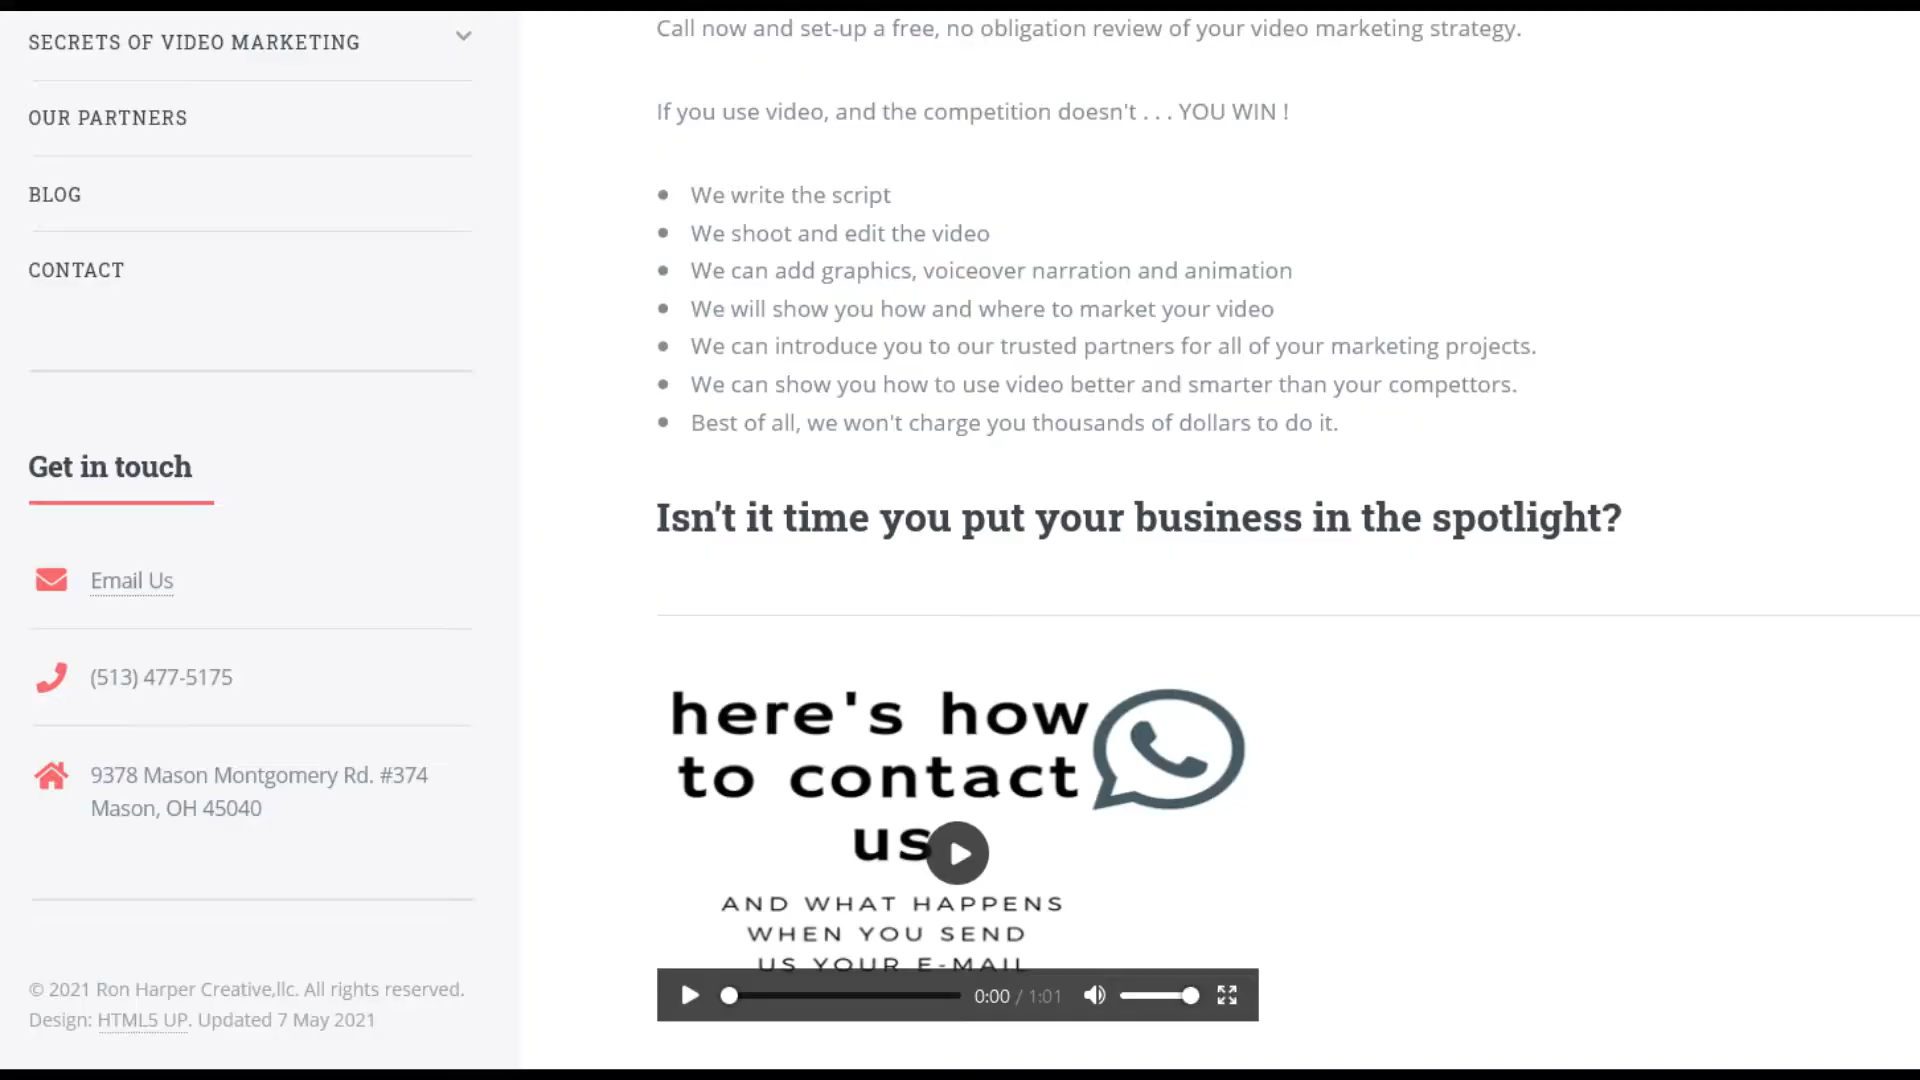 SECRETS OF VIDEO MARKETING
OUR PARTNERS
BLOG
CONTACT
Get in touch
Email Us
(513) 477-5175
9378 Mason Montgomery Rd. #374
Mason, OH 45040
© 2021 Ron Harper Creative,llc. All rights reserved.
Design: HTML5 UP. Updated 7 May 2021
Call now and set-up a free, no obligation review of your video marketing strategy.
If you use video, and the competition doesn't . . . YOU WIN !
We write the script
We shoot and edit the video
We can add graphics, voiceover narration and animation
We will show you how and where to market your video
We can introduce you to our trusted partners for all of your marketing projects.
We can show you how to use video better and smarter than your compettors.
Best of all, we won't charge you thousands of dollars to do it.
Isn't it time you put your business in the spotlight?
here's how
to contact
us
AND WHAT HAPPENS
WHEN YOU SEND
US YOUR E-MAIL
0:00 / 1:01